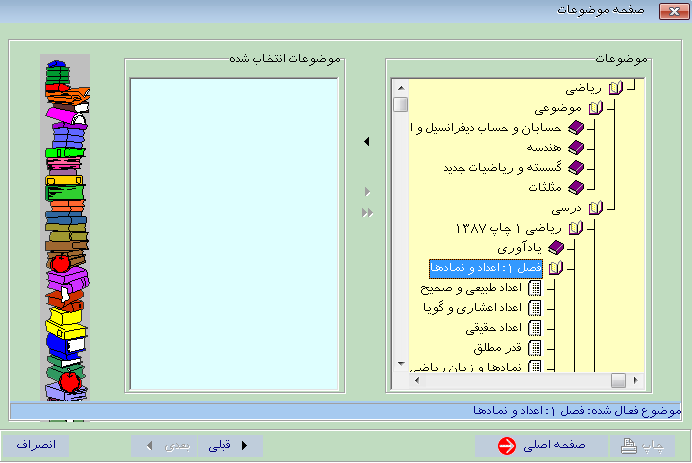 صفحه موضوعات
موضوعات
موضوعات انتخاب شده
ریاضی
موضوعی
حسابان و حساب دیفرانسیل و ا
هندسه
گسسته و ریاضیات جدید
مثلثات
درسی
ریاضی ۱ چاپ ۱۳۸۷
یادآوری
فصل ۱: اعداد و نمادها
اعداد طبیعی و صحیح
اعداد اعشاری و گویا
اعداد حقیقی
قدر مطلق
نمادها و زبان ریاضی
موضوع فعال شده: فصل ۱: اعداد و نمادها
چاپ
صفحه اصلی
قبلی
بعدی
انصراف